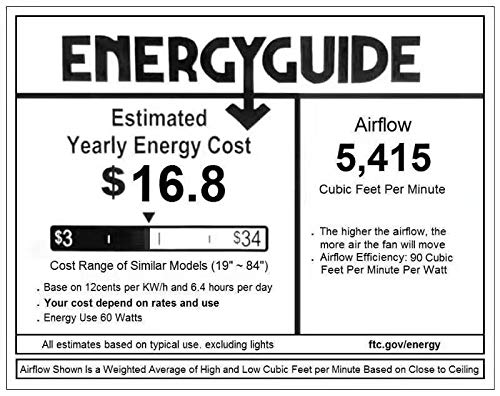 ENERGYGUIDE
Estimated
Yearly Energy Cost
$16.8
$3 $34
Cost Range of Similar Models (19" ~ 84")
. Base on 12cents per KW/h and 6.4 hours per day
. Your cost depend on rates and use
. Energy Use 60 Watts
Airflow
5,415
Cubic Feet Per Minute
. The higher the airflow, the
more air the fan will move
. Airflow Efficiency: 90 Cubic
Feet Per Minute Per Watt
All estimates based on typical use. excluding lights
ftc.gov/energy
Airflow Shown Is a Weighted Average of High and Low Cubic Feet per Minute Based on Close to Ceiling